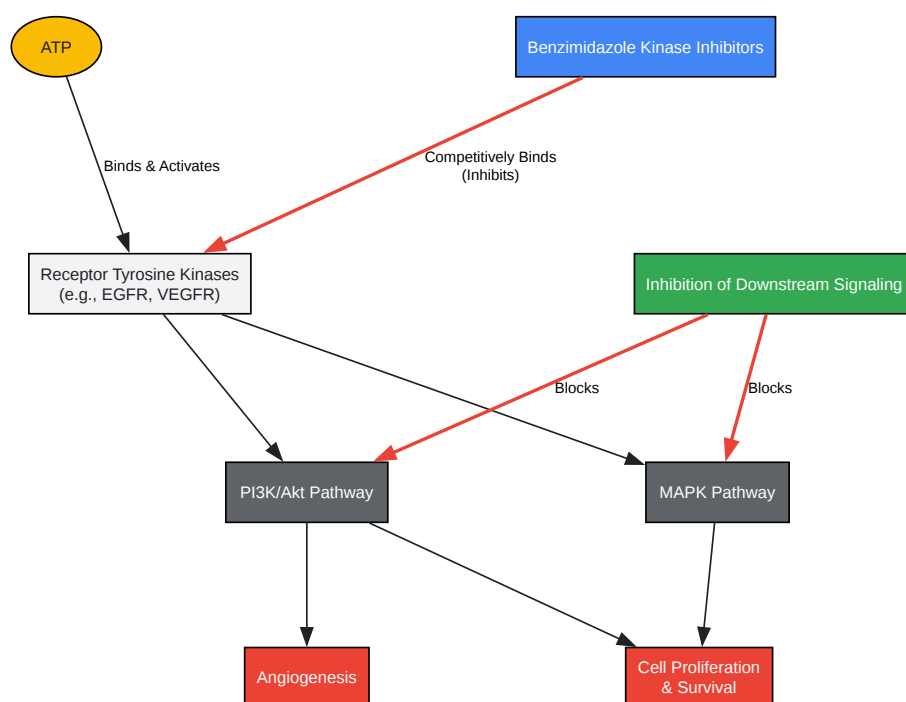 ATP
Benzimidazole Kinase Inhibitors
Binds & Activates
Competitively Binds
(Inhibits)
Receptor Tyrosine Kinases
(e.g., EGFR, VEGFR)
Inhibition of Downstream Signaling
Blocks
Blocks
PI3K/Akt Pathway
MAPK Pathway
Angiogenesis
Cell Proliferation
& Survival